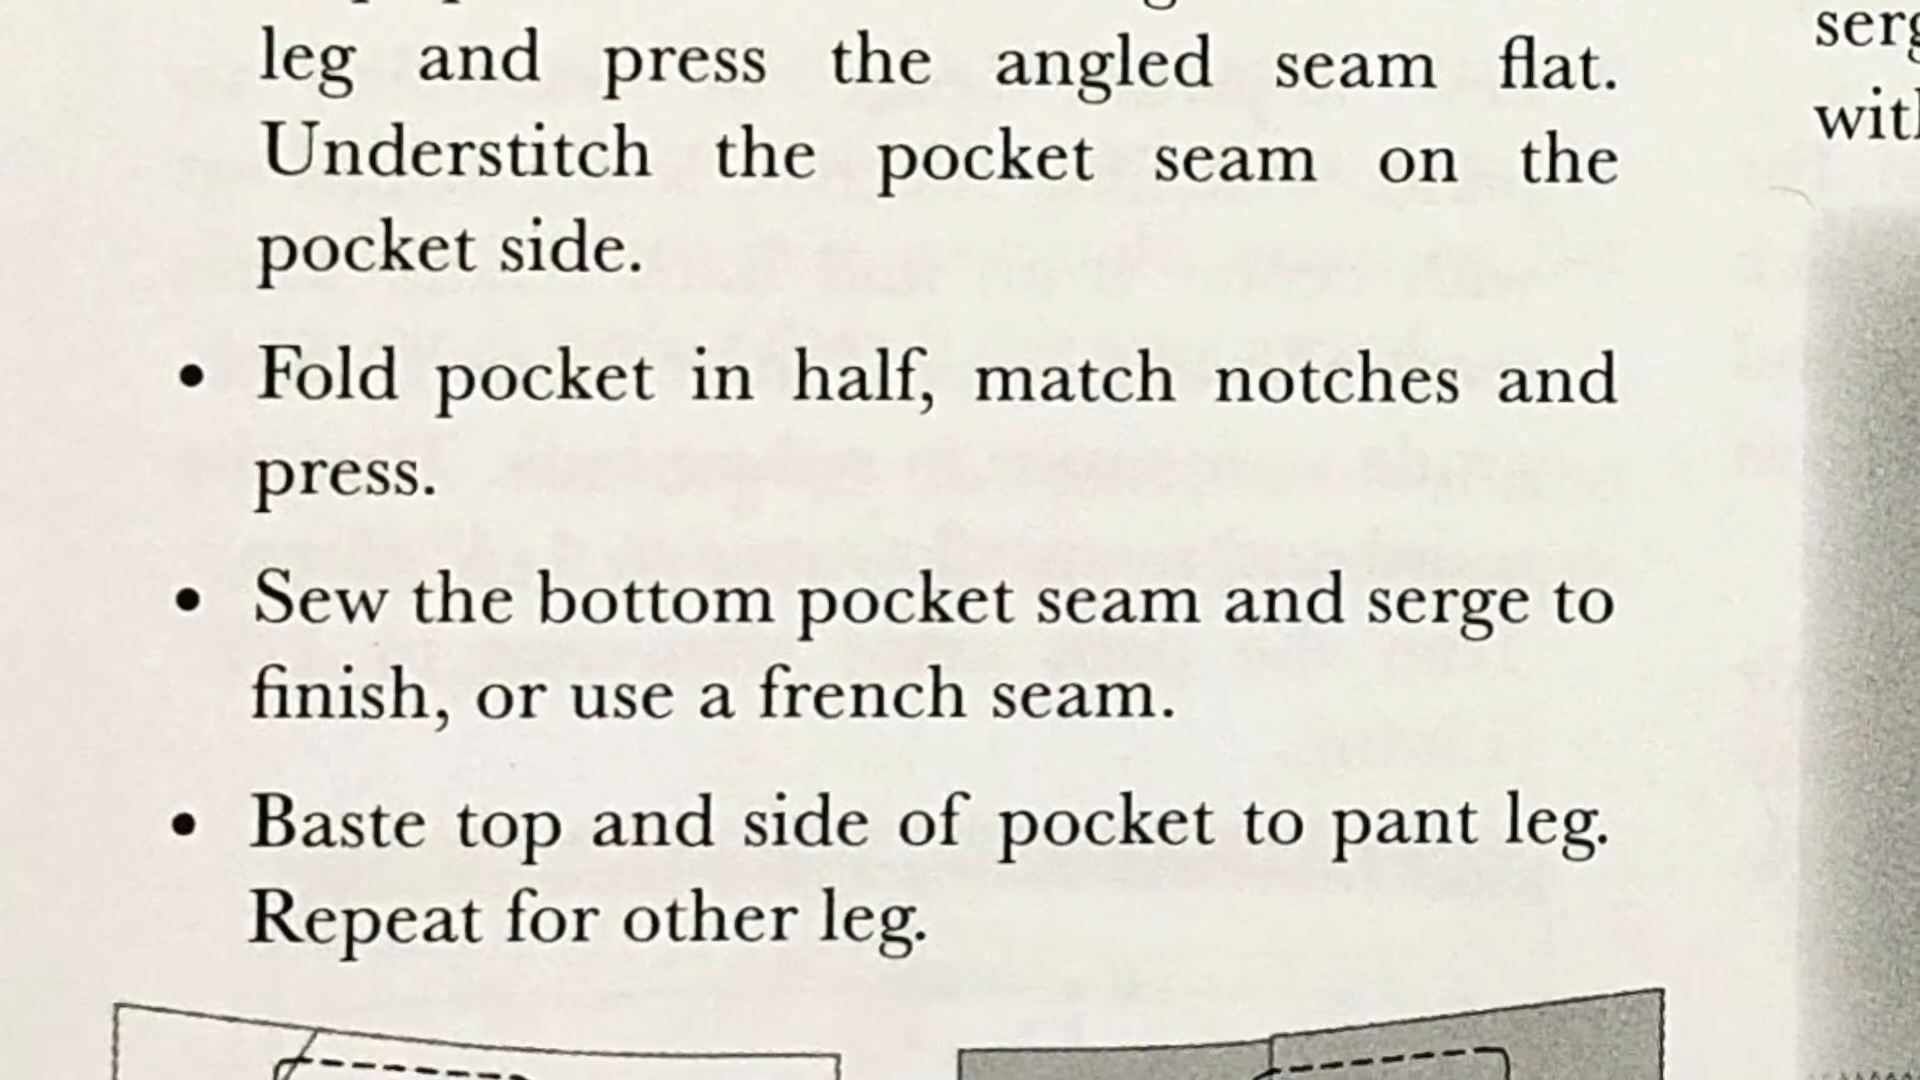 leg and press the angled seam flat.
Understitch the pocket seam on the
pocket side.
• Fold pocket in half, match notches and
press.
• Sew the bottom pocket seam and serge to
finish, or use a french seam.
• Baste top and side of pocket to pant leg.
Repeat for other leg.